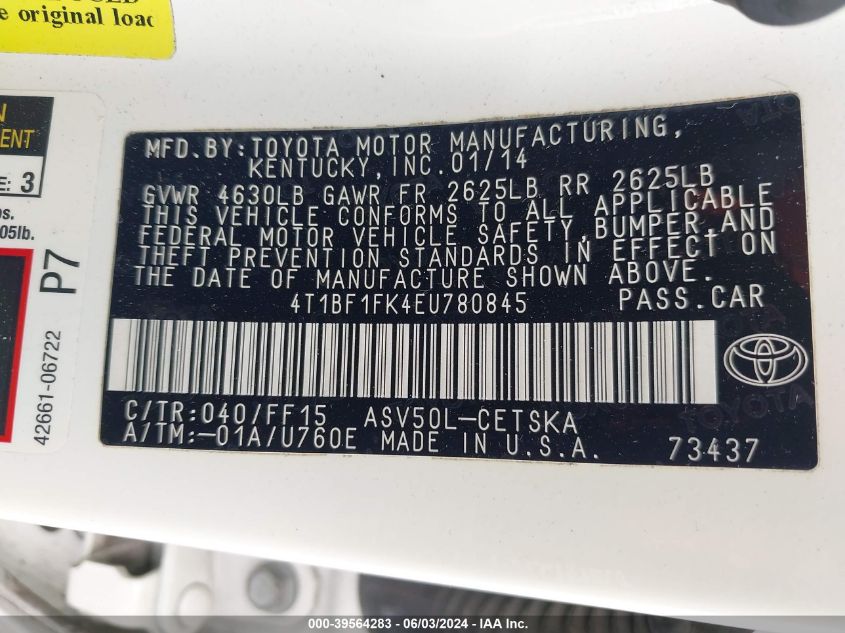 e original load
N
ENT
E: 3
os.
05lb.
P7
42661-06722
MFD. BY: TOYOTA MOTOR MANUFACTURING,
KENTUCKY, INC. 01/14
GVWR 4630LB GAWR FR 2625LB RR 2625LB
THIS VEHICLE CONFORMS TO ALL APPLICABLE
FEDERAL MOTOR VEHICLE SAFETY, BUMPER, AND
THEFT PREVENTION STANDARDS IN EFFECT ON
THE DATE OF MANUFACTURE SHOWN ABOVE.
4T1BF1FK4EU780845 PASS.CAR
C/TR: 040/FF15 ASV50L-CETSKA
A/TM:-01A/U760E MADE IN U.S.A. 73437
000-39564283 - 06/03/2024 - IAA Inc.